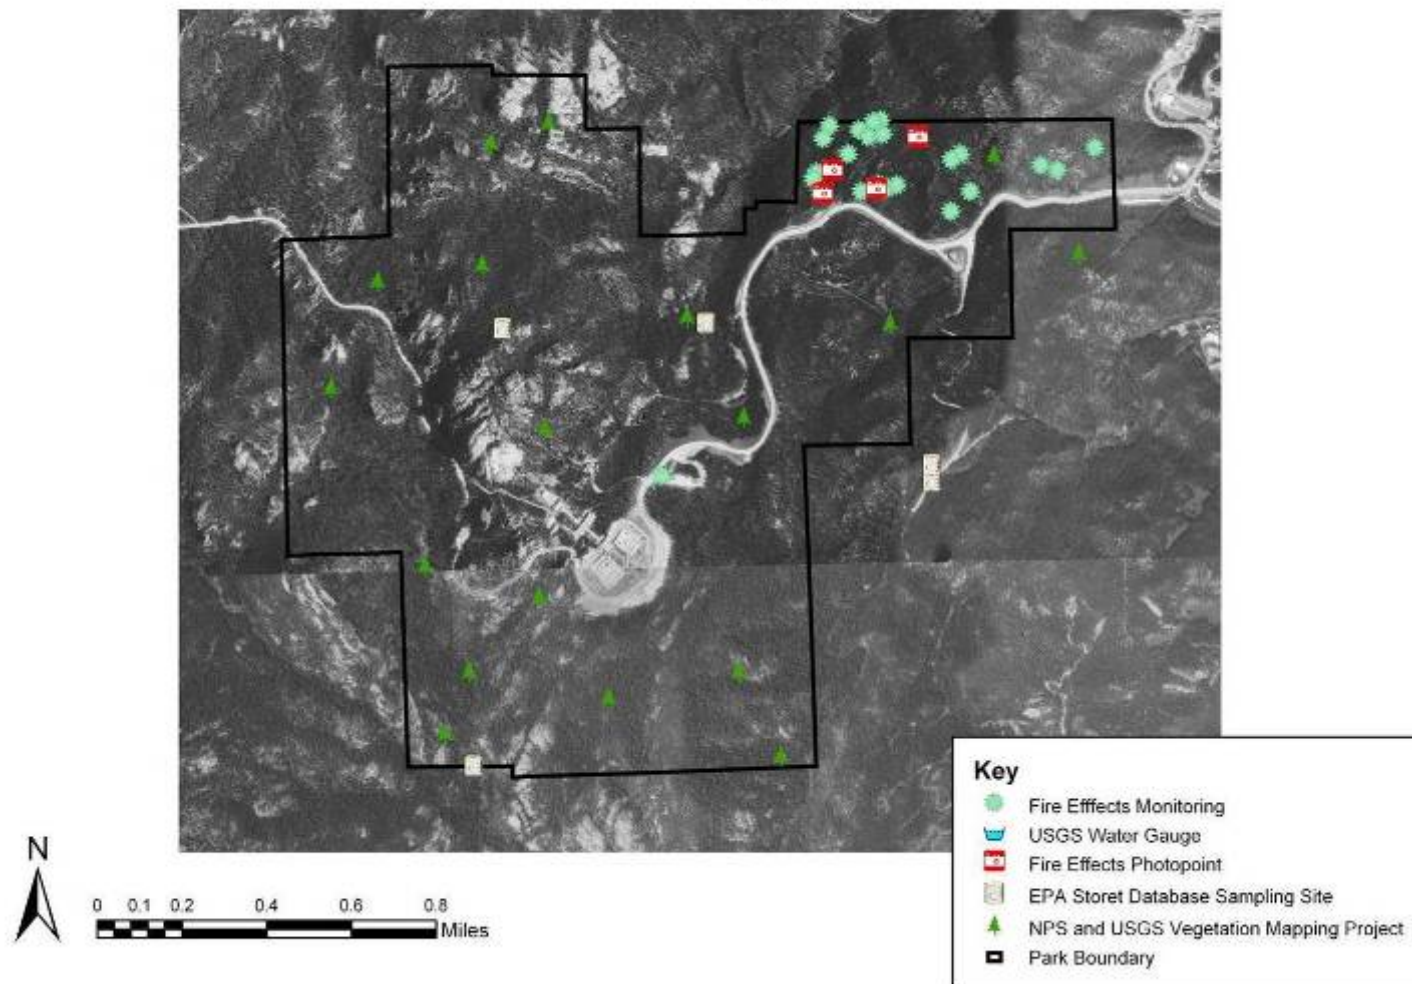 Key
Fire Efffects Monitoring
USGS Water Gauge
Fire Effects Photopoint
EPA Storet Database Sampling Site
NPS and USGS Vegetation Mapping Project
Park Boundary
N
0 0.1 0.2 0.4 0.6 0.8
Miles